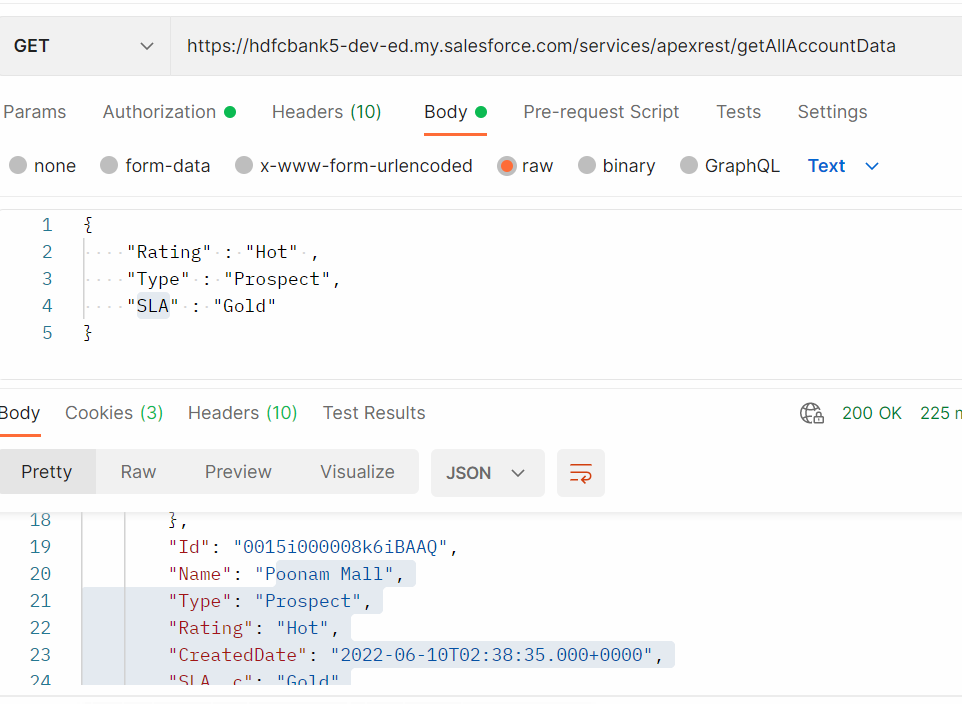 GET https://hdfcbank5-dev-ed.my.salesforce.com/services/apexrest/getAllAccountData
Params Authorization Headers (10) Body Pre-request Script Tests Settings
none form-data x-www-form-urlencoded raw binary GraphQL Text
1 {
2 "Rating" : "Hot" ,
3 "Type" : "Prospect",
4 "SLA" : "Gold"
5 }
Body Cookies (3) Headers (10) Test Results 200 OK 225 m
Pretty Raw Preview Visualize JSON
18 },
19 "Id": "0015i000008k6iBAAQ",
20 "Name": "Poonam Mall",
21 "Type": "Prospect",
22 "Rating": "Hot",
23 "CreatedDate": "2022-06-10T02:38:35.000+0000",
24 "SLA__c": "Gold"